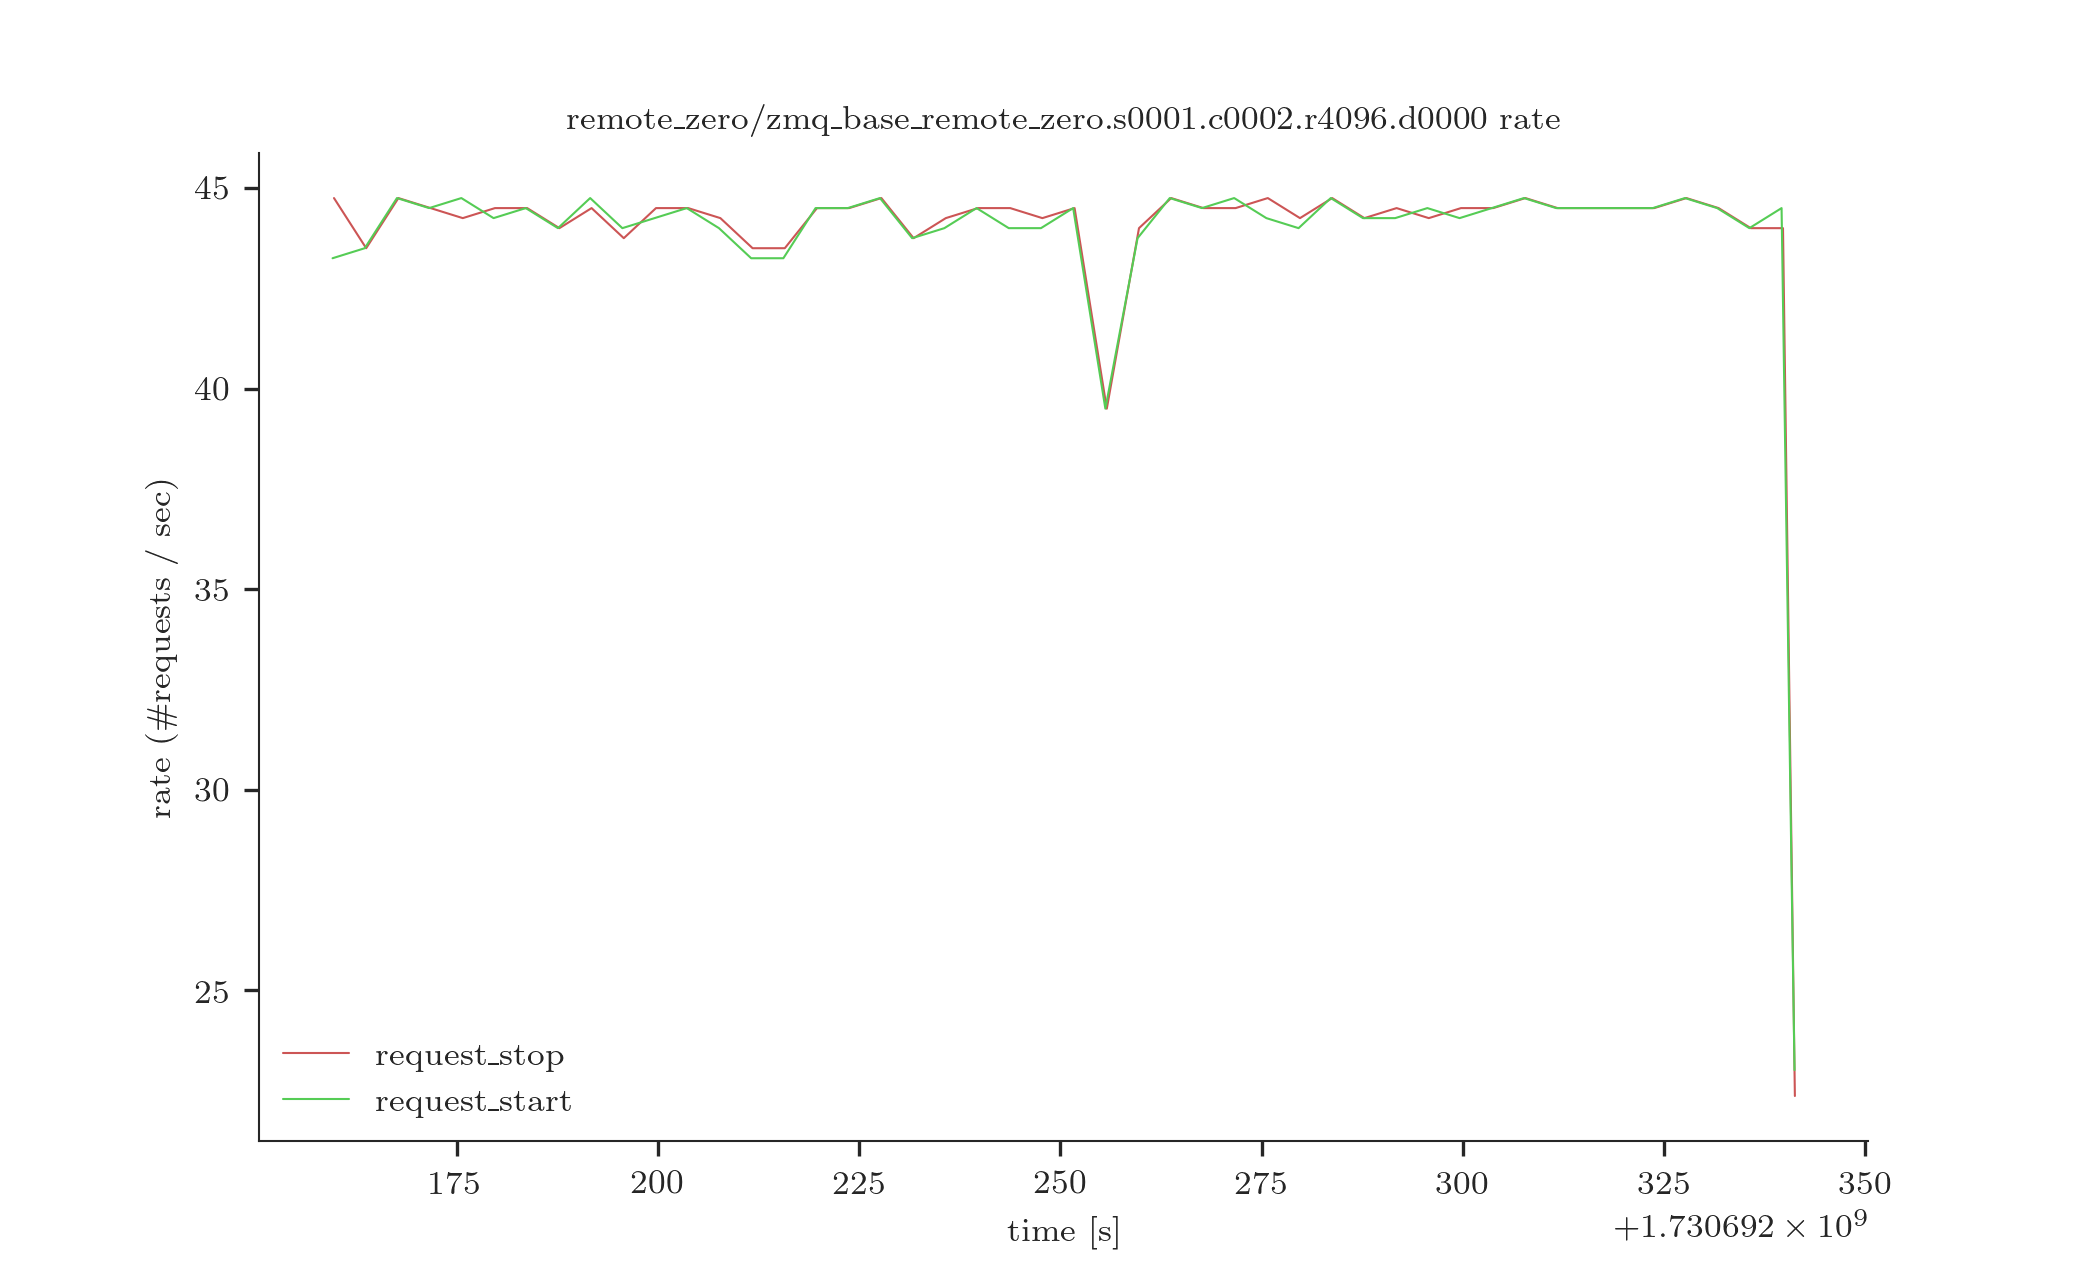 remote_zero/zmq_base_remote_zero.s0001.c0002.r4096.d0000 rate
45
40
35
30
25
rate (#requests / sec)
request_stop
request_start
175 200 225 250 275 300 325 350
time [s]
+1.730692 × 10⁹